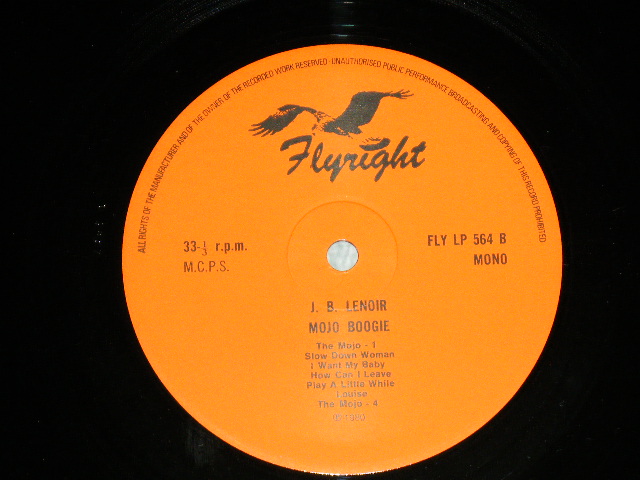 ALL RIGHTS OF THE MANUFACTURER AND OF THE OWNER OF THE RECORDED WORK RESERVED · UNAUTHORISED PUBLIC PERFORMANCE BROADCASTING AND COPYING OF THIS RECORD PROHIBITED
Flyright
33-1/3 r.p.m.
M.C.P.S.
FLY LP 564 B
MONO
J. B. LENOIR
MOJO BOOGIE
The Mojo - 1
Slow Down Woman
I Want My Baby
How Can I Leave
Play A Little While
Louise
The Mojo - 4
℗ 1980